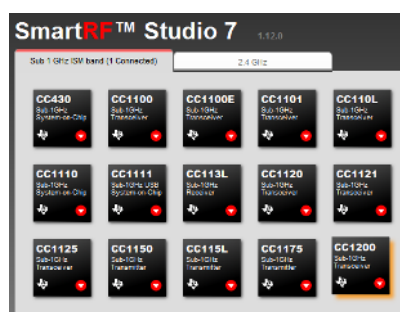 SmartRF™ Studio 7 1.12.0
Sub 1 GHz ISM band (1 Connected) 2.4 GHz
CC430 CC1100 CC1100E CC1101 CC110L
Sub-1GHz Sub-1GHz Sub-1GHz Sub-1GHz Sub-1GHz
System-on-Chip Transceiver Transceiver Transceiver Transceiver
CC1110 CC1111 CC113L CC1120 CC1121
Sub-1GHz Sub-1GHz USB Sub-1GHz Sub-1GHz Sub-1GHz
System-on-Chip System-on-Chip Receiver Transceiver Transceiver
CC1125 CC1150 CC115L CC1175 CC1200
Sub-1GHz Sub-1GHz Sub-1GHz Sub-1GHz Sub-1GHz
Transceiver Transmitter Transmitter Transmitter Transceiver